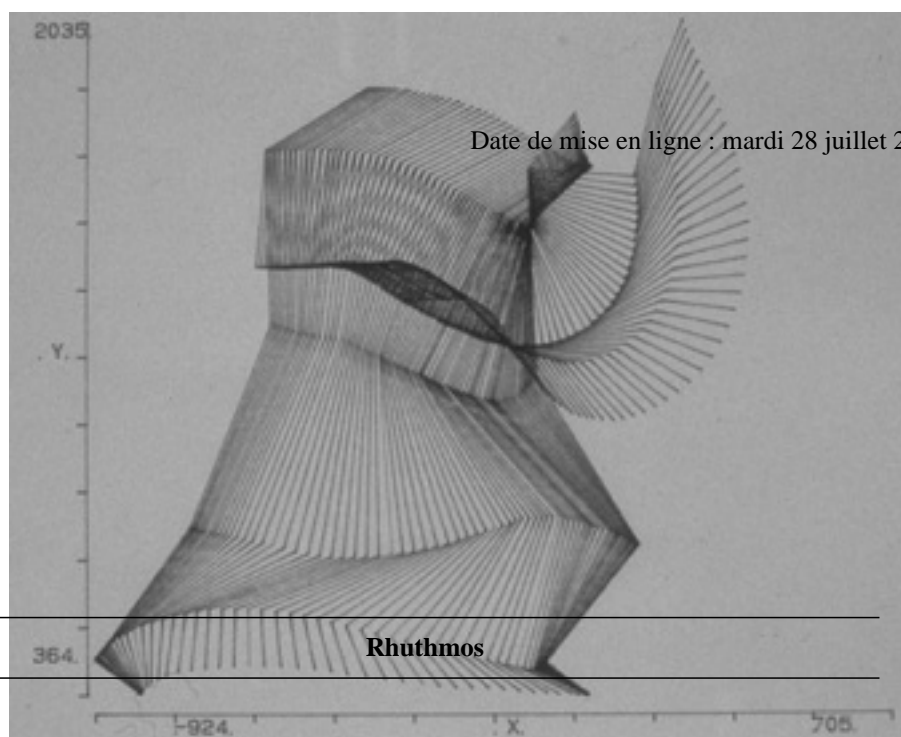 2035
Date de mise en ligne : mardi 28 juillet 2
. Y.
Rhuthmos
364.
-924.
. X.
705.